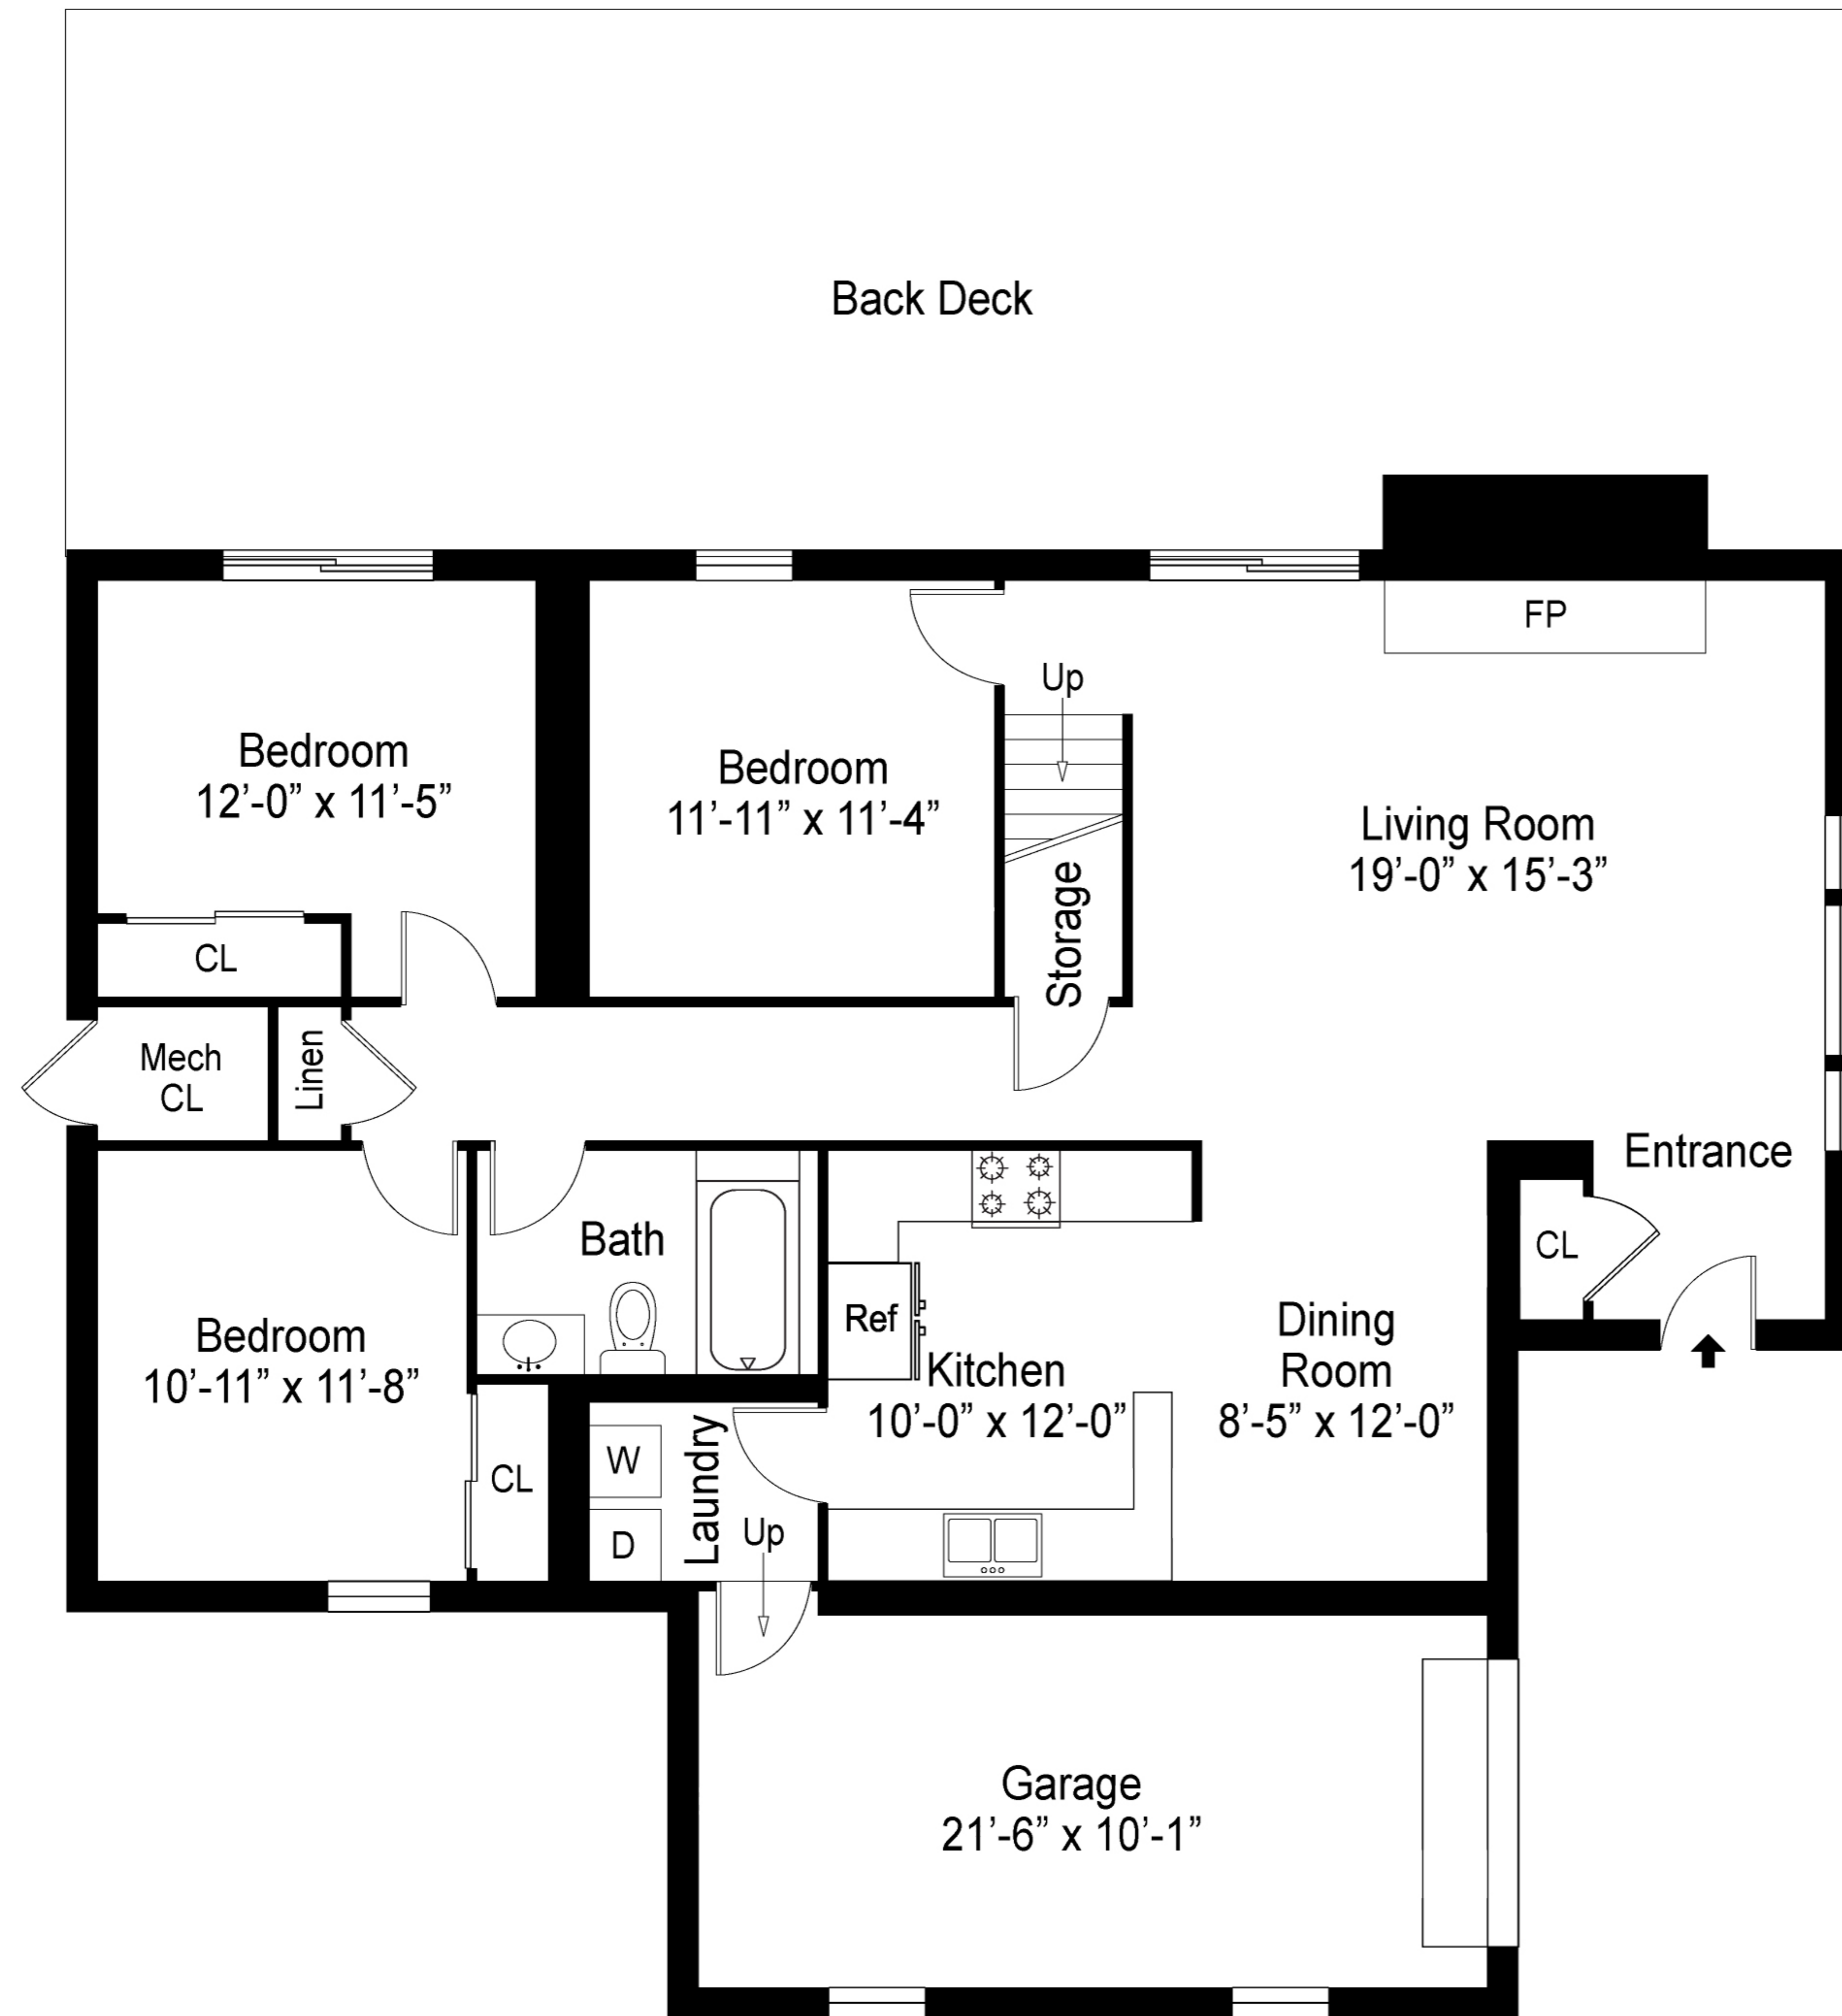 Back Deck
FP
Up
Bedroom
12’-0” x 11’-5”
Bedroom
11’-11” x 11’-4”
Living Room
19’-0” x 15’-3”
Storage
CL
Mech
CL
Linen
Entrance
CL
Bath
Ref
Bedroom
10’-11” x 11’-8”
Kitchen
10’-0” x 12’-0”
Dining
Room
8’-5” x 12’-0”
CL
W
D
Laundry
Up
Garage
21’-6” x 10’-1”